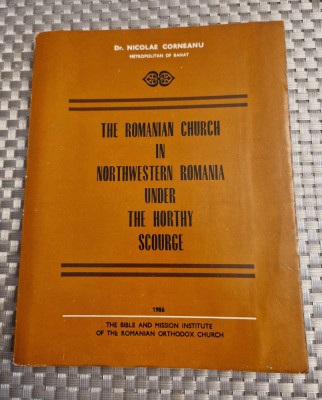 Dr. NICOLAE CORNEANU
METROPOLITAN OF BANAT
THE ROMANIAN CHURCH
IN
NORTHWESTERN ROMANIA
UNDER
THE HORTHY
SCOURGE
1986
THE BIBLE AND MISSION INSTITUTE
OF THE ROMANIAN ORTHODOX CHURCH